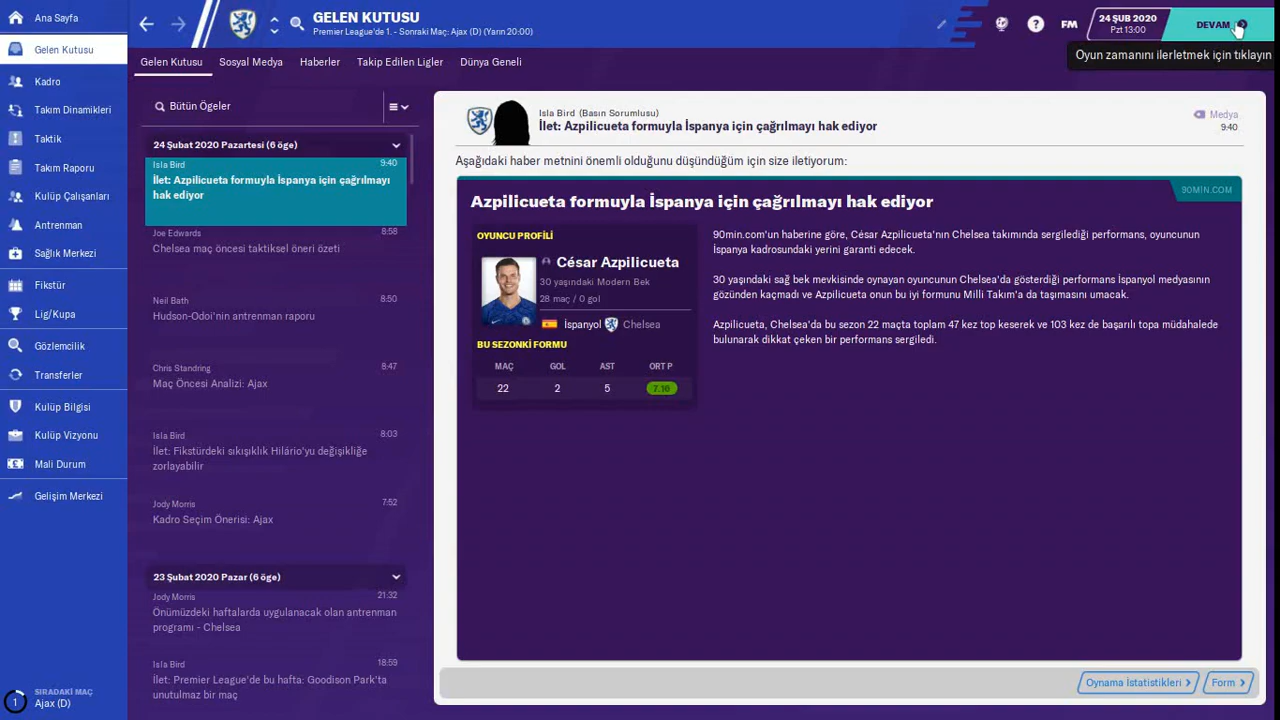 Ana Sayfa
Gelen Kutusu
Kadro
Takım Dinamikleri
Taktik
Takım Raporu
Kulüp Çalışanları
Antrenman
Sağlık Merkezi
Fikstür
Lig/Kupa
Gözlemcilik
Transferler
Kulüp Bilgisi
Kulüp Vizyonu
Mali Durum
Gelişim Merkezi
1
SIRADAKİ MAÇ
Ajax (D)
GELEN KUTUSU
Premier League'de 1. - Sonraki Maç: Ajax (D) (Yarın 20:00)
?
FM
24 ŞUB 2020
Pzt 13:00
DEVAM
Oyun zamanını ilerletmek için tıklayın
Gelen Kutusu
Sosyal Medya
Haberler
Takip Edilen Ligler
Dünya Geneli
Bütün Ögeler
24 Şubat 2020 Pazartesi (6 öge)
Isla Bird 9:40
İlet: Azpilicueta formuyla İspanya için çağrılmayı
hak ediyor
Joe Edwards 8:58
Chelsea maç öncesi taktiksel öneri özeti
Neil Bath 8:50
Hudson-Odoi'nin antrenman raporu
Chris Standring 8:47
Maç Öncesi Analizi: Ajax
Isla Bird 8:03
İlet: Fikstürdeki sıkışıklık Hilário'yu değişikliğe
zorlayabilir
Jody Morris 7:52
Kadro Seçim Önerisi: Ajax
23 Şubat 2020 Pazar (6 öge)
Jody Morris 21:32
Önümüzdeki haftalarda uygulanacak olan antrenman
programı - Chelsea
Isla Bird 18:59
İlet: Premier League'de bu hafta: Goodison Park'ta
unutulmaz bir maç
Isla Bird (Basın Sorumlusu)
İlet: Azpilicueta formuyla İspanya için çağrılmayı hak ediyor
Medya
9:40
Aşağıdaki haber metnini önemli olduğunu düşündüğüm için size iletiyorum:
90MIN.COM
Azpilicueta formuyla İspanya için çağrılmayı hak ediyor
OYUNCU PROFİLİ
César Azpilicueta
30 yaşındaki Modern Bek
28 maç / 0 gol
İspanyol Chelsea
BU SEZONKİ FORMU
MAÇ GOL AST ORT P
22 2 5 7.16
90min.com'un haberine göre, César Azpilicueta'nın Chelsea takımında sergilediği performans, oyuncunun
İspanya kadrosundaki yerini garanti edecek.
30 yaşındaki sağ bek mevkisinde oynayan oyuncunun Chelsea'da gösterdiği performans İspanyol medyasının
gözünden kaçmadı ve Azpilicueta onun bu iyi formunu Milli Takım'a da taşımasını umacak.
Azpilicueta, Chelsea'da bu sezon 22 maçta toplam 47 kez top keserek ve 103 kez de başarılı topa müdahalede
bulunarak dikkat çeken bir performans sergiledi.
Oynama İstatistikleri
Form